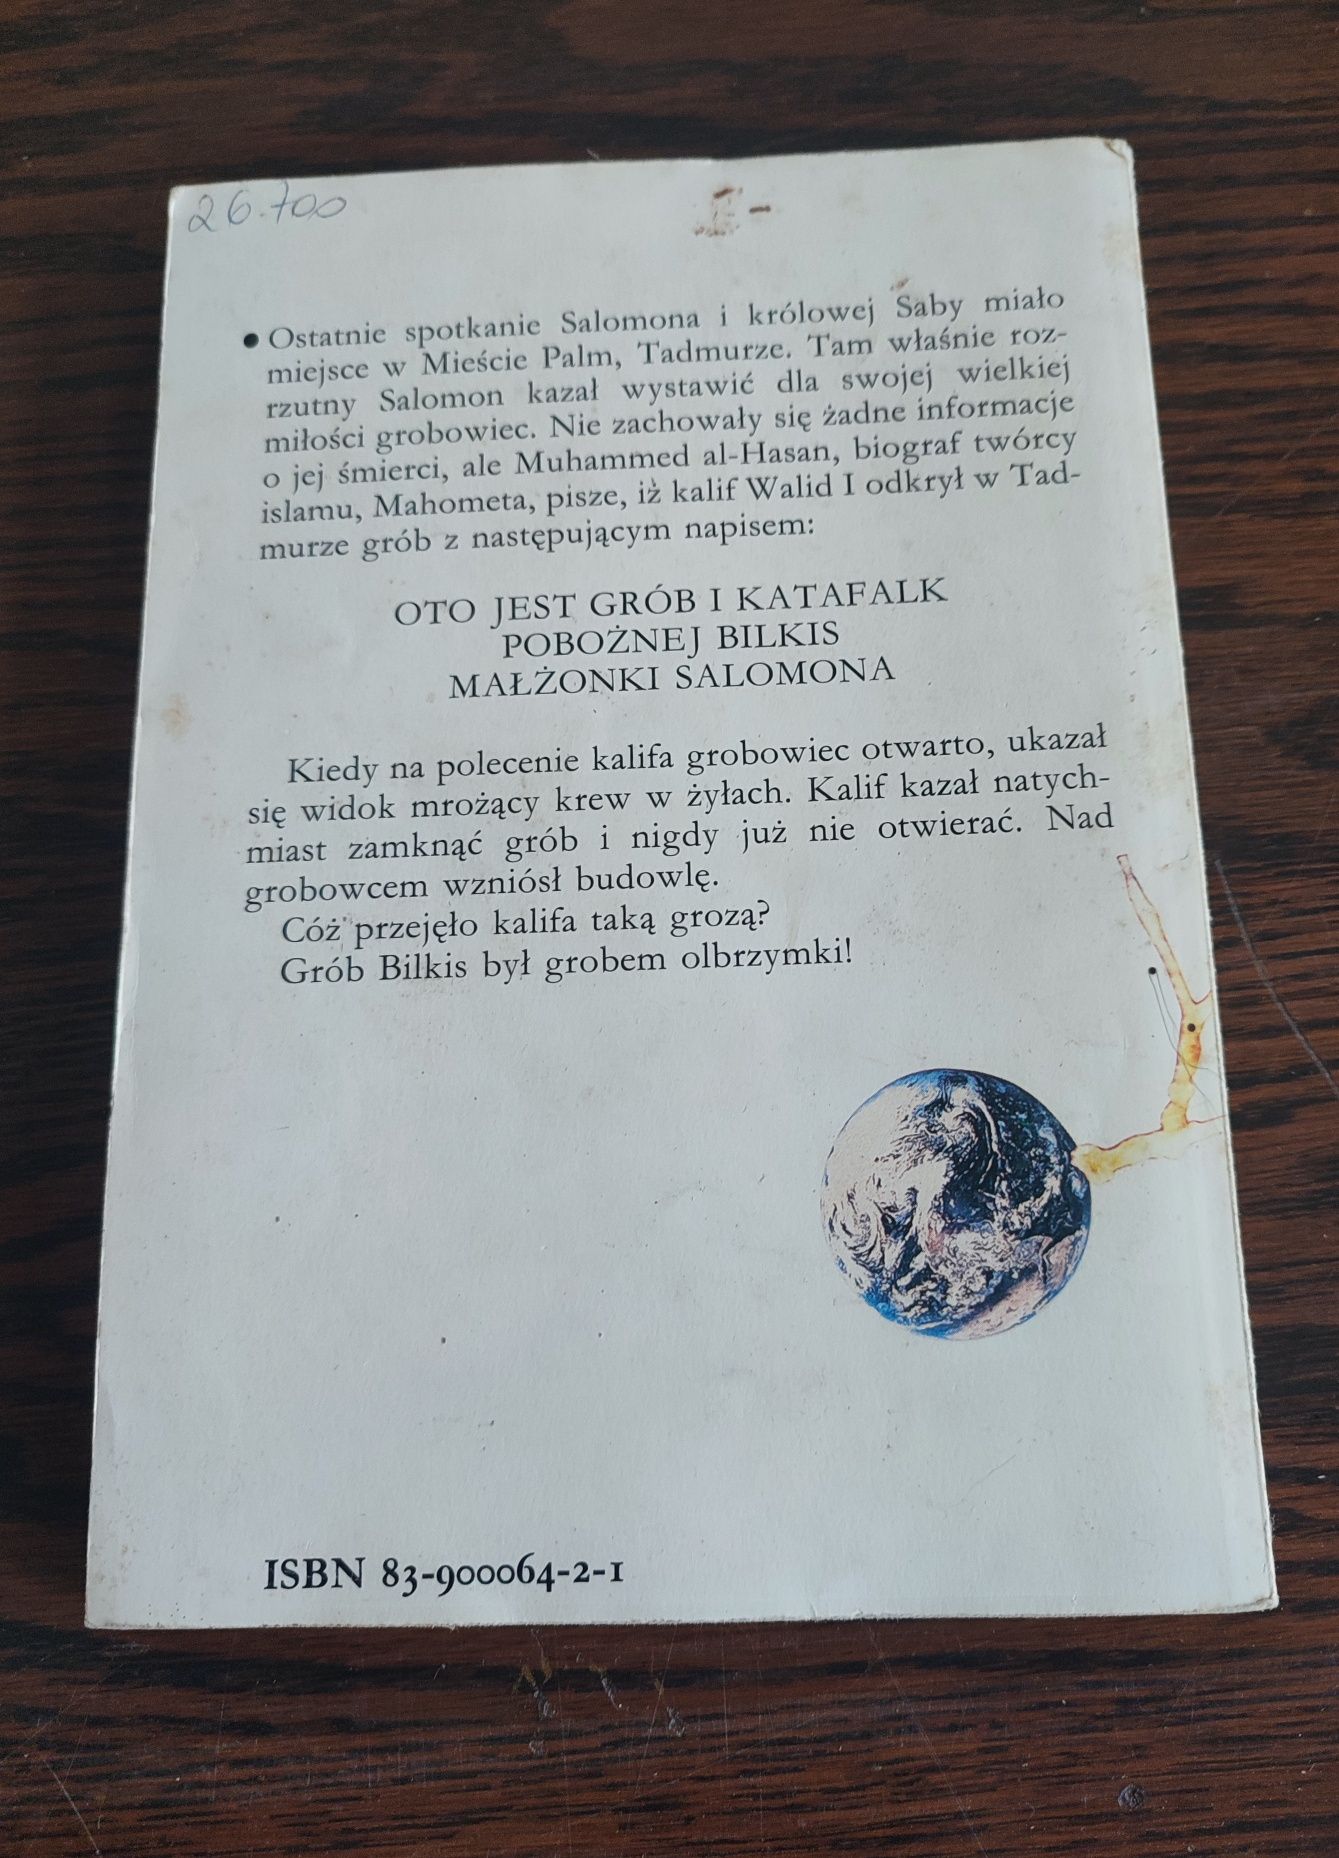 26.700
• Ostatnie spotkanie Salomona i królowej Saby miało
miejsce w Mieście Palm, Tadmurze. Tam właśnie roz-
rzutny Salomon kazał wystawić dla swojej wielkiej
miłości grobowiec. Nie zachowały się żadne informacje
o jej śmierci, ale Muhammed al-Hasan, biograf twórcy
islamu, Mahometa, pisze, iż kalif Walid I odkrył w Tad-
murze grób z następującym napisem:
OTO JEST GRÓB I KATAFALK
POBOŻNEJ BILKIS
MAŁŻONKI SALOMONA
Kiedy na polecenie kalifa grobowiec otwarto, ukazał
się widok mrożący krew w żyłach. Kalif kazał natych-
miast zamknąć grób i nigdy już nie otwierać. Nad
grobowcem wzniósł budowlę.
Cóż przejęło kalifa taką grozą?
Grób Bilkis był grobem olbrzymki!
ISBN 83-900064-2-1